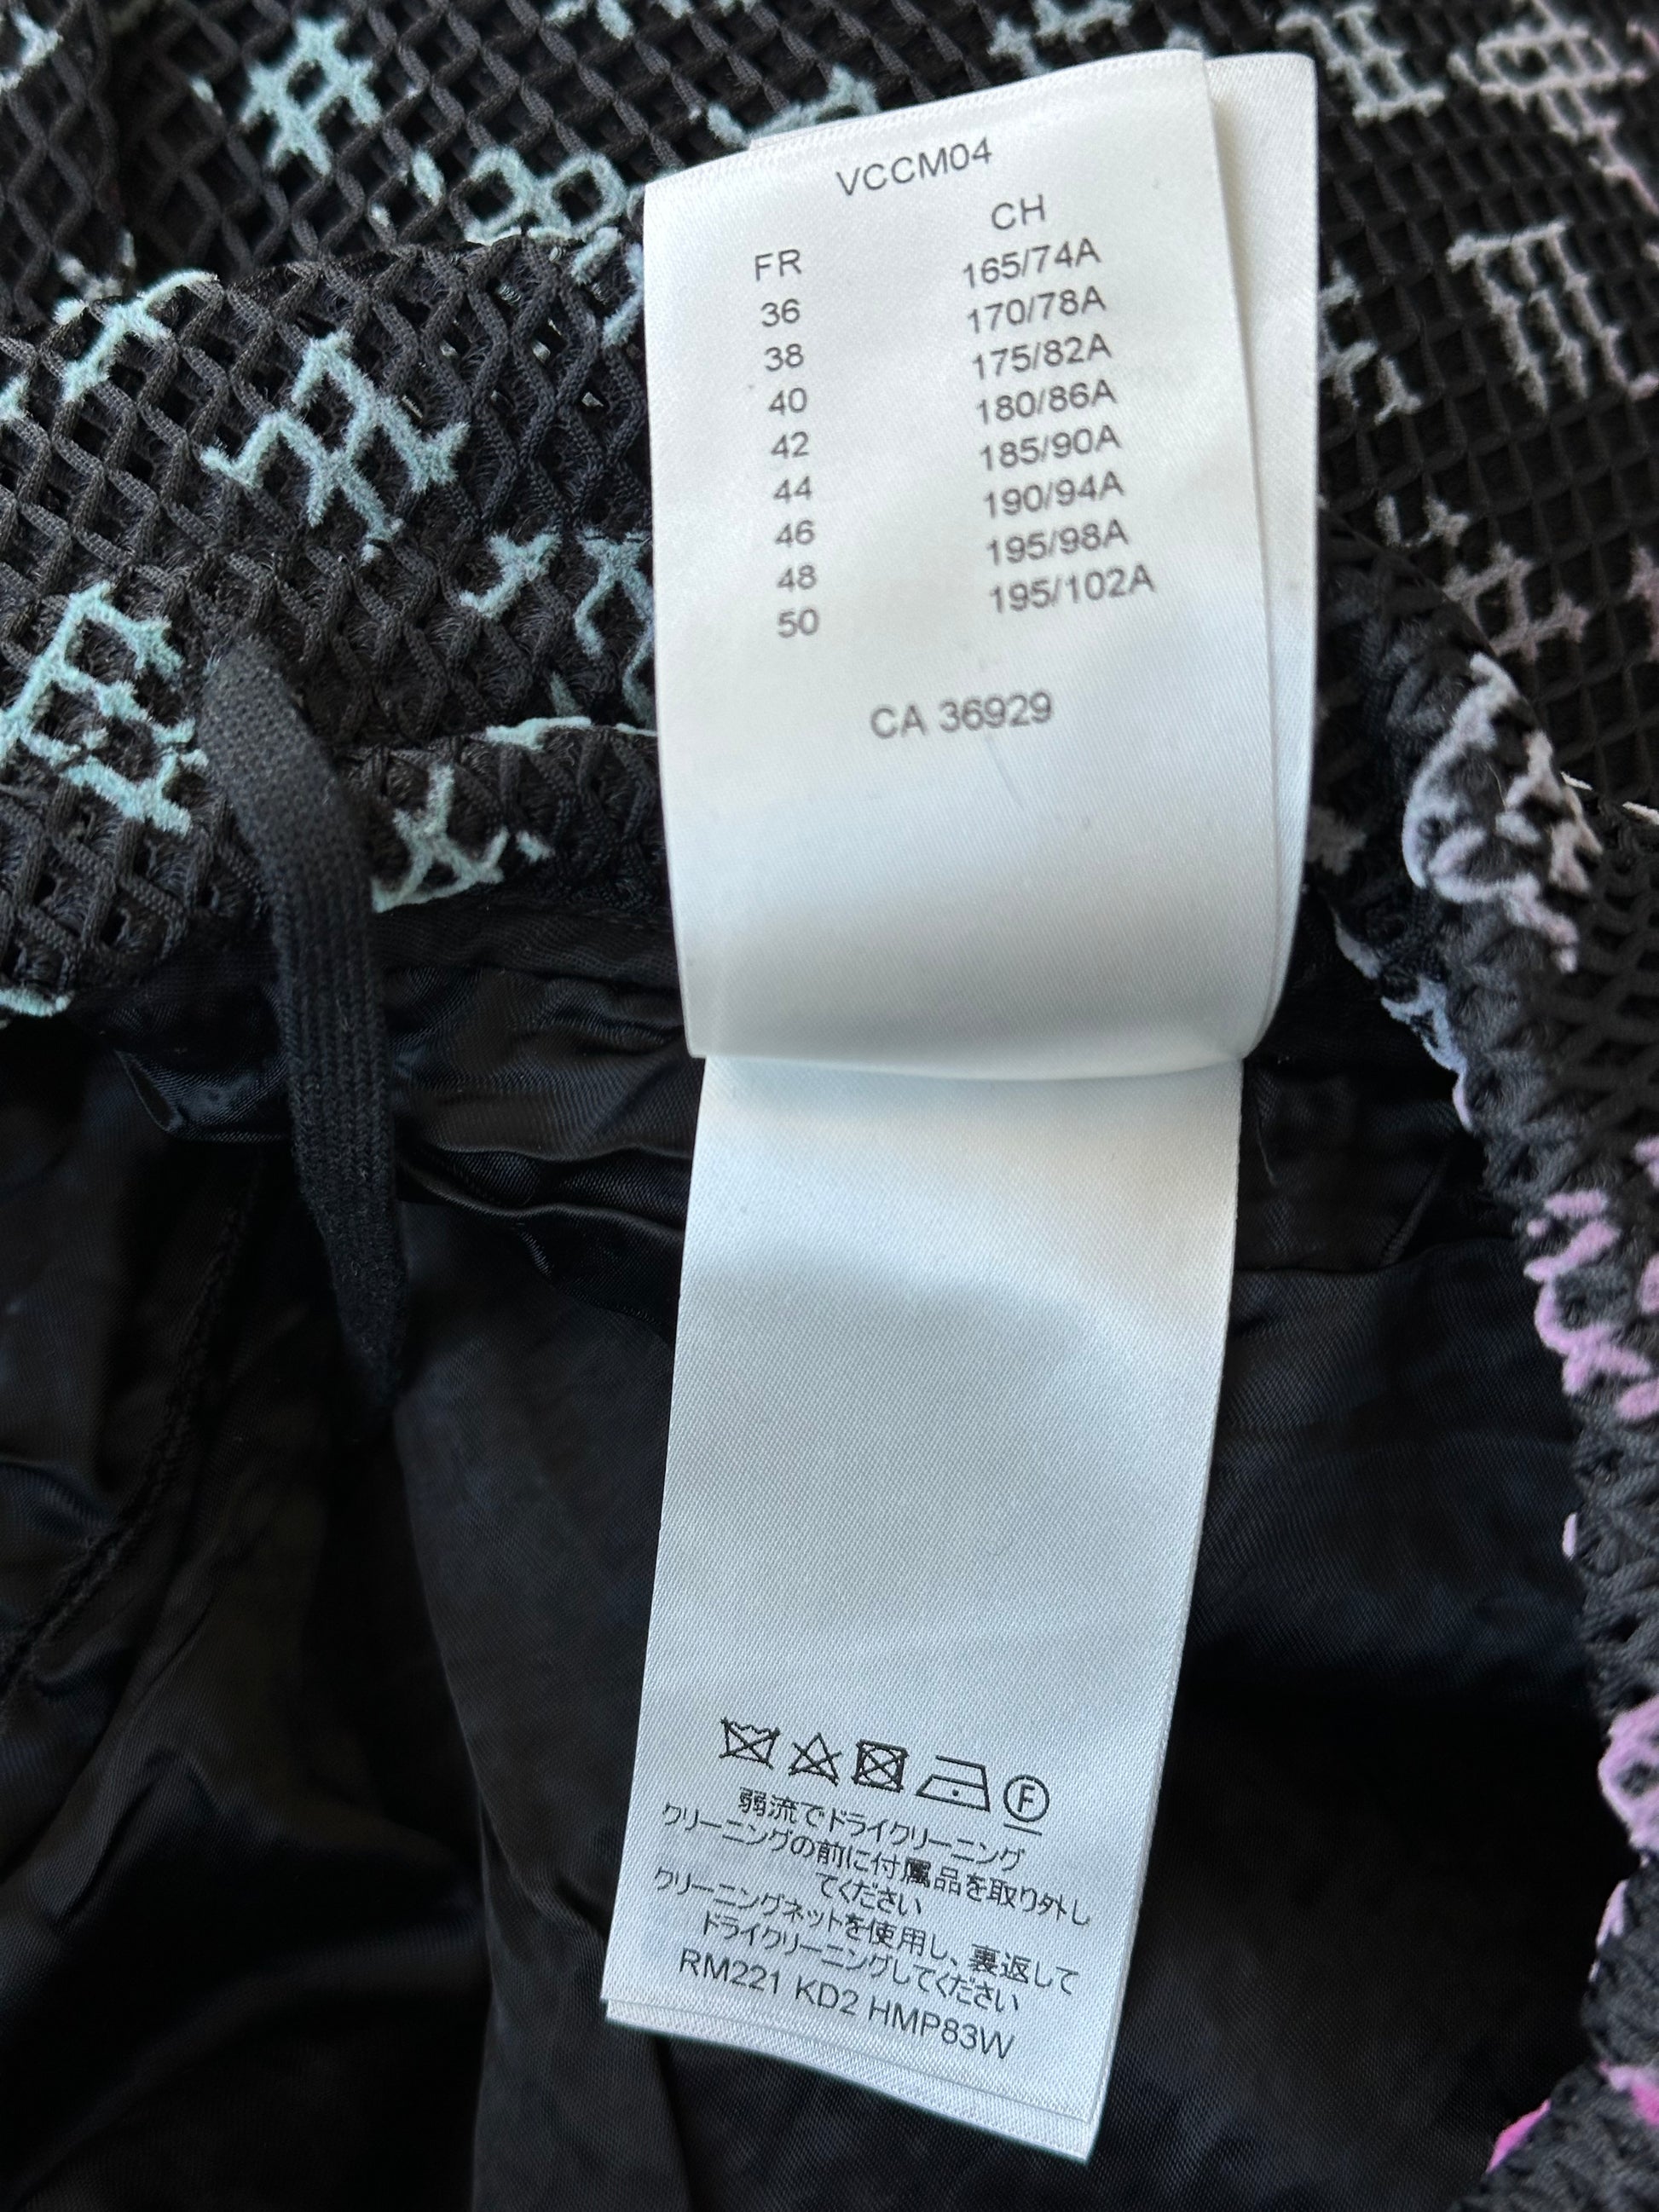 VCCM04
FR CH
36 165/74A
38 170/78A
40 175/82A
42 180/86A
44 185/90A
46 190/94A
48 195/98A
50 195/102A
CA 36929
F
弱流でドライクリーニング
クリーニングの前に付属品を取り外し
てください
クリーニングネットを使用し、裏返して
ドライクリーニングしてください
RM221 KD2 HMP83W